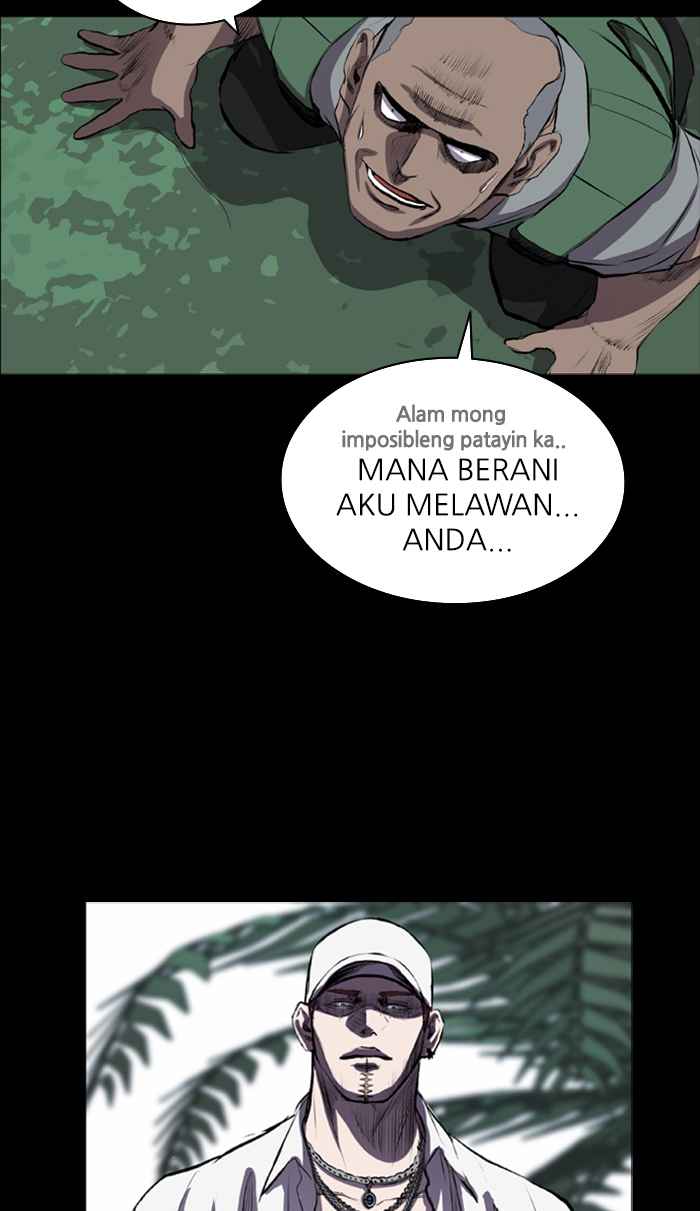 Alam mong
imposibleng patayin ka..
MANA BERANI
AKU MELAWAN...
ANDA...